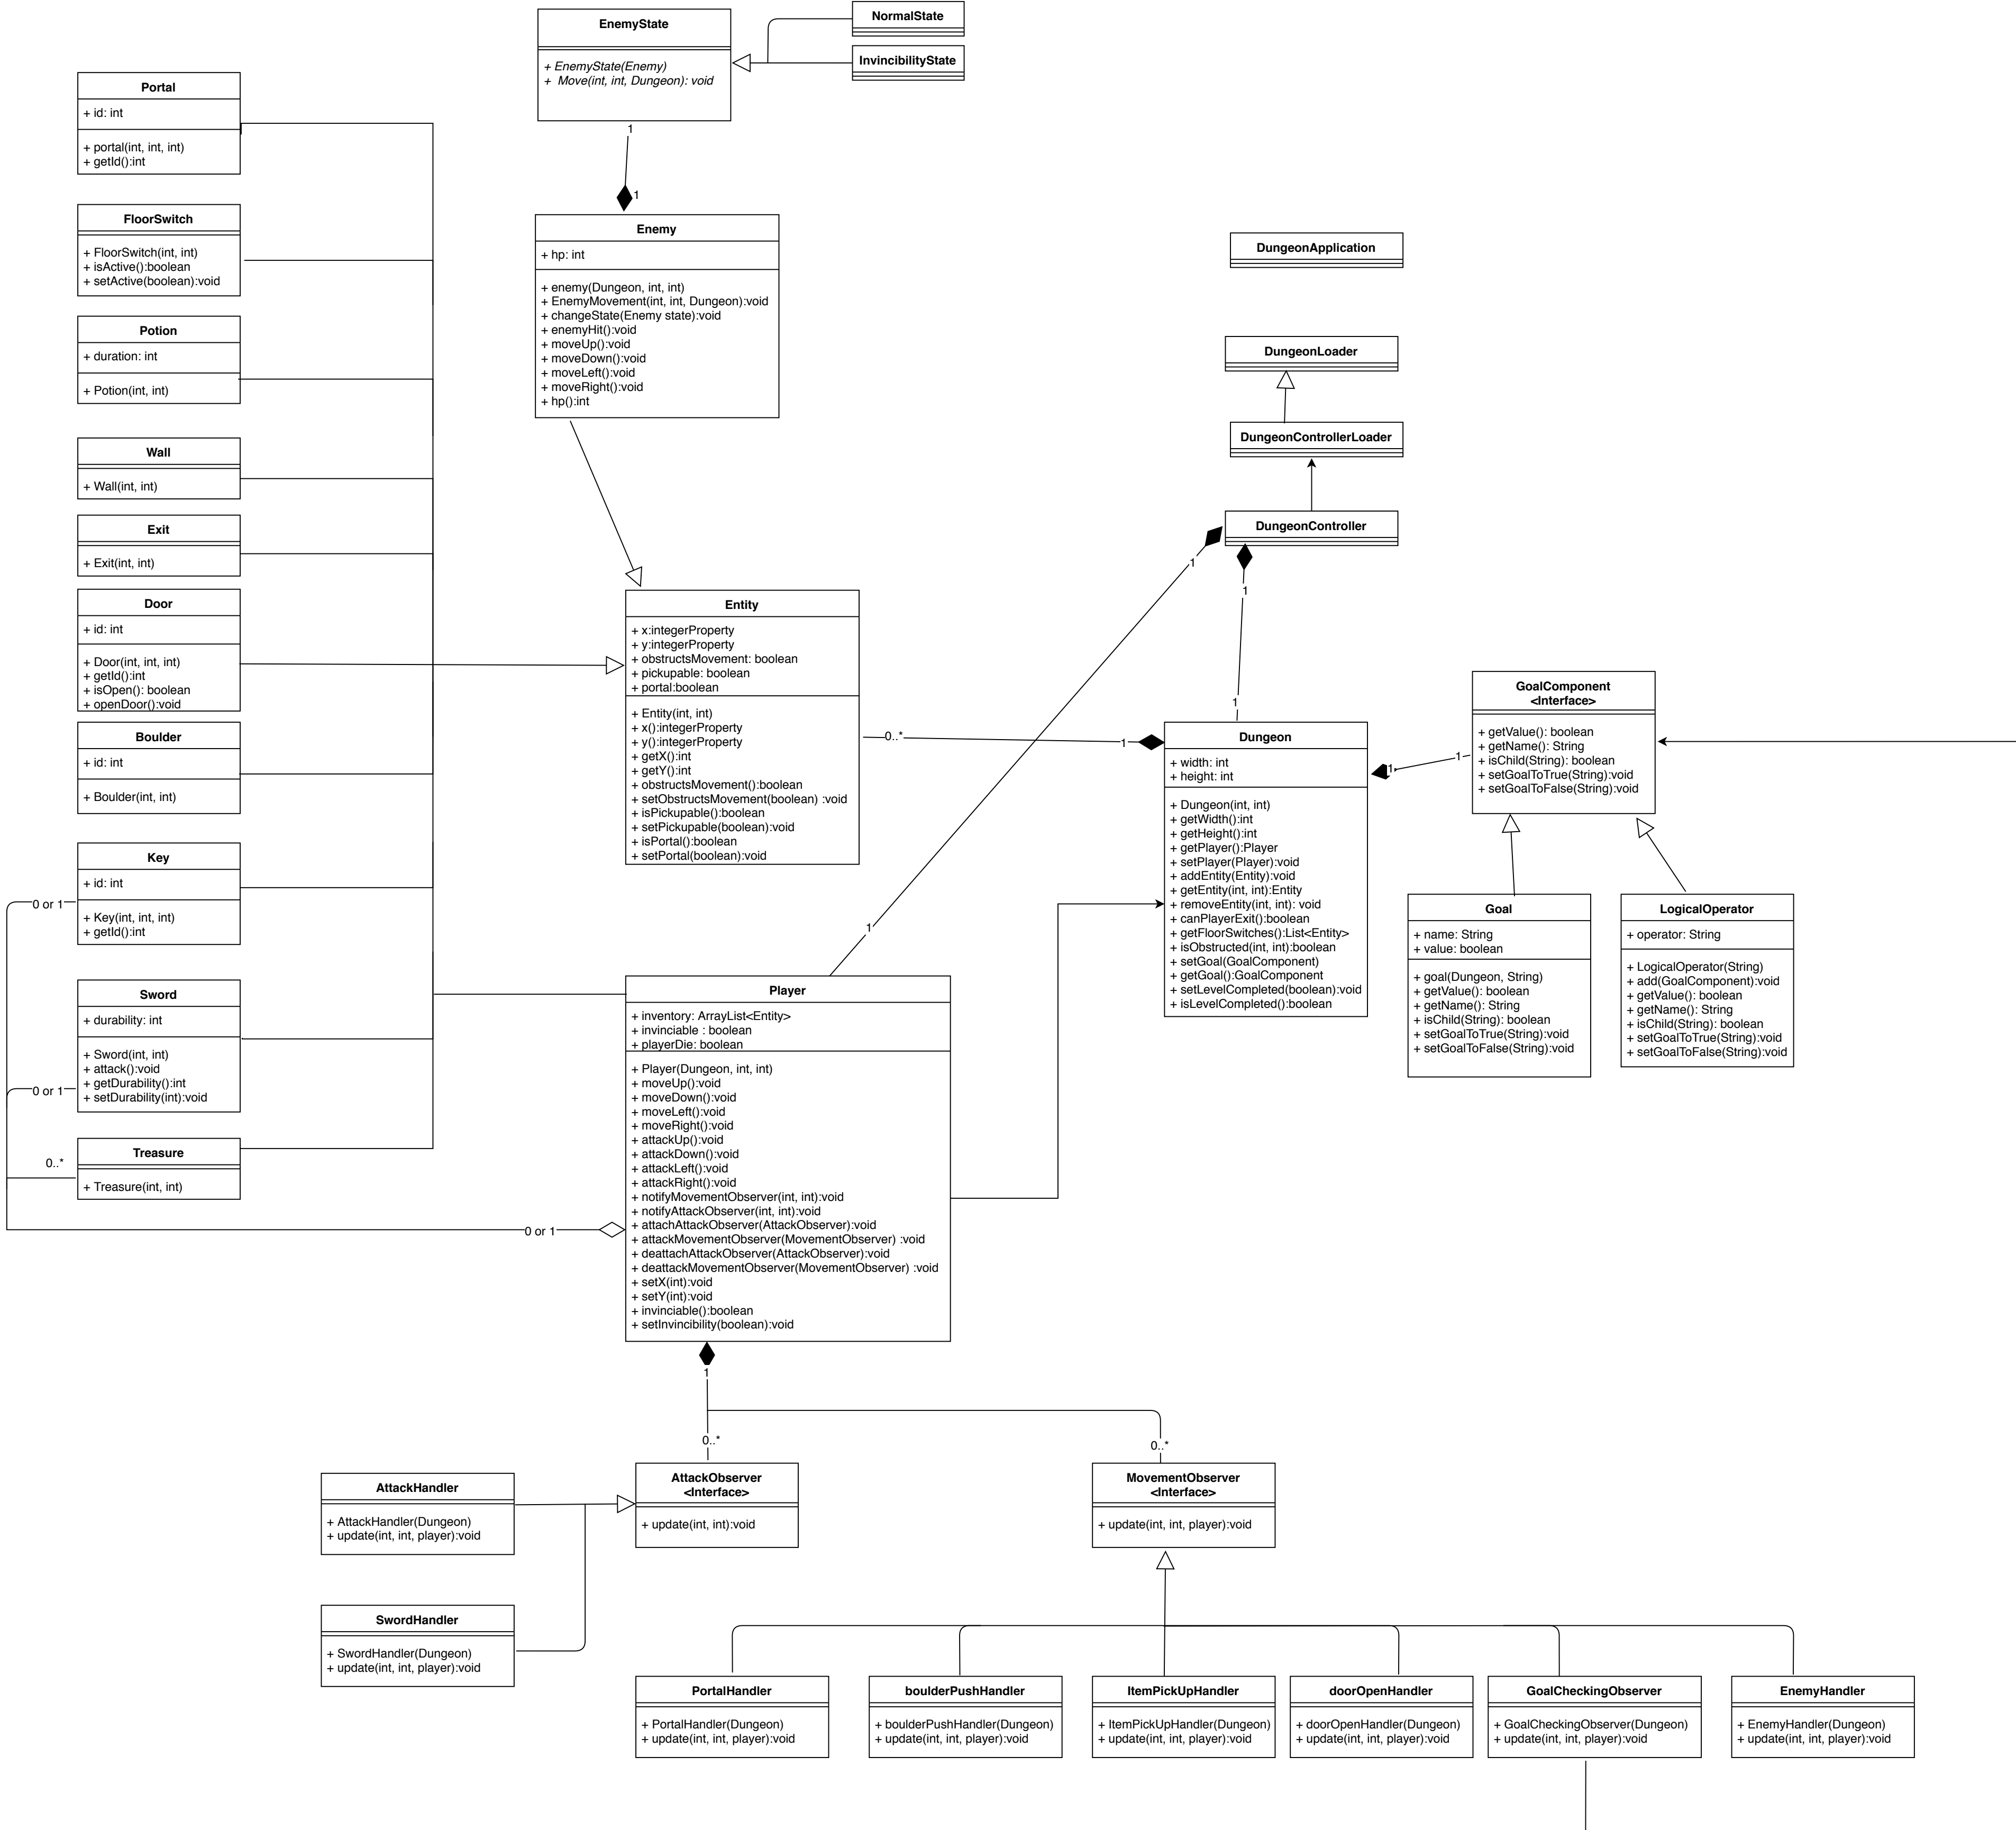 EnemyState
+ EnemyState(Enemy)
+ Move(int, int, Dungeon): void
NormalState
InvincibilityState
1
1
Portal
+ id: int
+ portal(int, int, int)
+ getId():int
FloorSwitch
+ FloorSwitch(int, int)
+ isActive():boolean
+ setActive(boolean):void
Potion
+ duration: int
+ Potion(int, int)
Wall
+ Wall(int, int)
Exit
+ Exit(int, int)
Door
+ id: int
+ Door(int, int, int)
+ getId():int
+ isOpen(): boolean
+ openDoor():void
Boulder
+ id: int
+ Boulder(int, int)
Key
+ id: int
+ Key(int, int, int)
+ getId():int
0 or 1
Sword
+ durability: int
+ Sword(int, int)
+ attack():void
+ getDurability():int
+ setDurability(int):void
0 or 1
Treasure
+ Treasure(int, int)
0..*
0 or 1
Enemy
+ hp: int
+ enemy(Dungeon, int, int)
+ EnemyMovement(int, int, Dungeon):void
+ changeState(Enemy state):void
+ enemyHit():void
+ moveUp():void
+ moveDown():void
+ moveLeft():void
+ moveRight():void
+ hp():int
Entity
+ x:integerProperty
+ y:integerProperty
+ obstructsMovement: boolean
+ pickupable: boolean
+ portal:boolean
+ Entity(int, int)
+ x():integerProperty
+ y():integerProperty
+ getX():int
+ getY():int
+ obstructsMovement():boolean
+ setObstructsMovement(boolean) :void
+ isPickupable():boolean
+ setPickupable(boolean):void
+ isPortal():boolean
+ setPortal(boolean):void
0..*
1
DungeonApplication
DungeonLoader
DungeonControllerLoader
DungeonController
1
1
1
1
Dungeon
+ width: int
+ height: int
+ Dungeon(int, int)
+ getWidth():int
+ getHeight():int
+ getPlayer():Player
+ setPlayer(Player):void
+ addEntity(Entity):void
+ getEntity(int, int):Entity
+ removeEntity(int, int): void
+ canPlayerExit():boolean
+ getFloorSwitches():List<Entity>
+ isObstructed(int, int):boolean
+ setGoal(GoalComponent)
+ getGoal():GoalComponent
+ setLevelCompleted(boolean):void
+ isLevelCompleted():boolean
1
1
GoalComponent
<Interface>
+ getValue(): boolean
+ getName(): String
+ isChild(String): boolean
+ setGoalToTrue(String):void
+ setGoalToFalse(String):void
Goal
+ name: String
+ value: boolean
+ goal(Dungeon, String)
+ getValue(): boolean
+ getName(): String
+ isChild(String): boolean
+ setGoalToTrue(String):void
+ setGoalToFalse(String):void
LogicalOperator
+ operator: String
+ LogicalOperator(String)
+ add(GoalComponent):void
+ getValue(): boolean
+ getName(): String
+ isChild(String): boolean
+ setGoalToTrue(String):void
+ setGoalToFalse(String):void
Player
+ inventory: ArrayList<Entity>
+ invinciable : boolean
+ playerDie: boolean
+ Player(Dungeon, int, int)
+ moveUp():void
+ moveDown():void
+ moveLeft():void
+ moveRight():void
+ attackUp():void
+ attackDown():void
+ attackLeft():void
+ attackRight():void
+ notifyMovementObserver(int, int):void
+ notifyAttackObserver(int, int):void
+ attachAttackObserver(AttackObserver):void
+ attackMovementObserver(MovementObserver) :void
+ deattachAttackObserver(AttackObserver):void
+ deattackMovementObserver(MovementObserver) :void
+ setX(int):void
+ setY(int):void
+ invinciable():boolean
+ setInvincibility(boolean):void
1
0..*
0..*
AttackHandler
+ AttackHandler(Dungeon)
+ update(int, int, player):void
SwordHandler
+ SwordHandler(Dungeon)
+ update(int, int, player):void
AttackObserver
<Interface>
+ update(int, int):void
MovementObserver
<Interface>
+ update(int, int, player):void
PortalHandler
+ PortalHandler(Dungeon)
+ update(int, int, player):void
boulderPushHandler
+ boulderPushHandler(Dungeon)
+ update(int, int, player):void
ItemPickUpHandler
+ ItemPickUpHandler(Dungeon)
+ update(int, int, player):void
doorOpenHandler
+ doorOpenHandler(Dungeon)
+ update(int, int, player):void
GoalCheckingObserver
+ GoalCheckingObserver(Dungeon)
+ update(int, int, player):void
EnemyHandler
+ EnemyHandler(Dungeon)
+ update(int, int, player):void